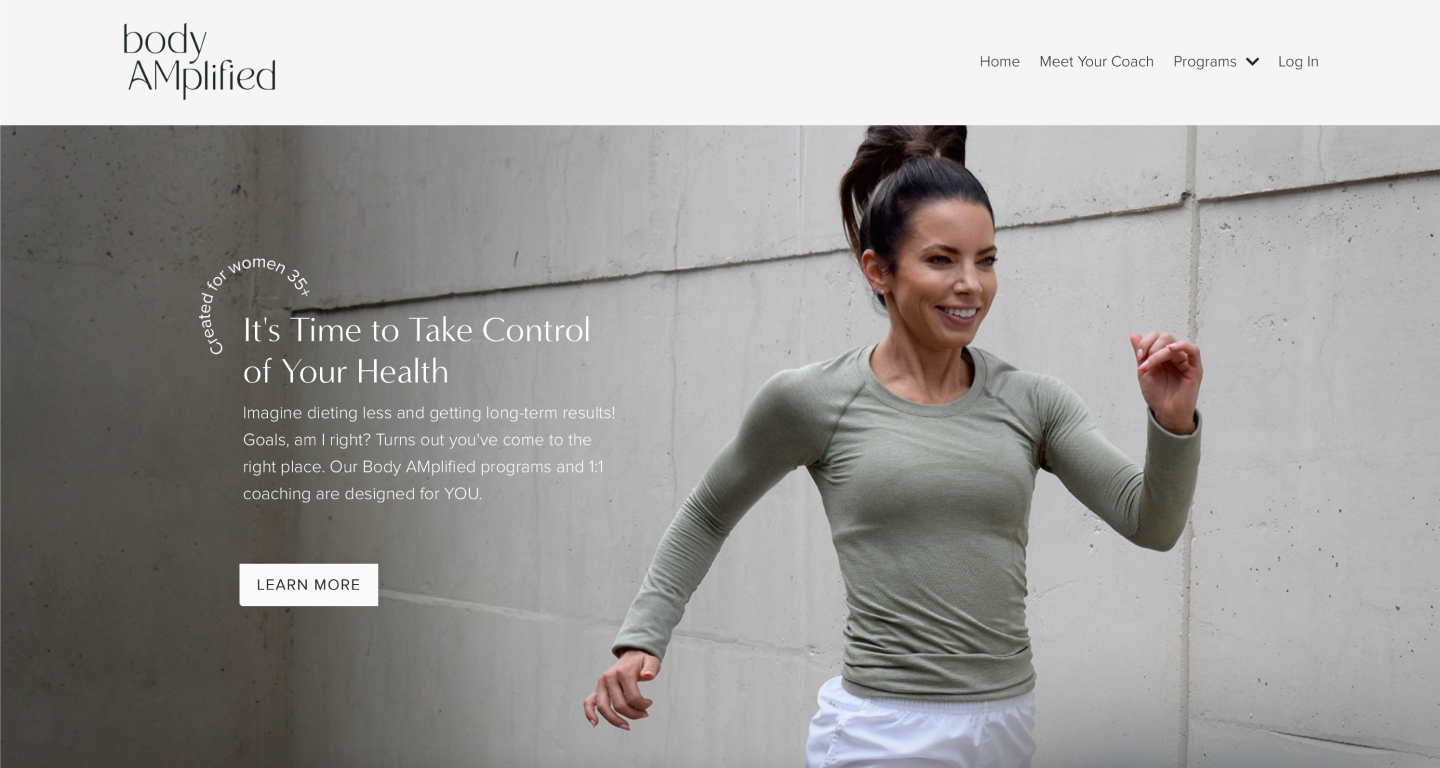 body
AMplified
Home Meet Your Coach Programs Log In
Created for women 35+
It's Time to Take Control
of Your Health
Imagine dieting less and getting long-term results!
Goals, am I right? Turns out you've come to the
right place. Our Body AMplified programs and 1:1
coaching are designed for YOU.
LEARN MORE